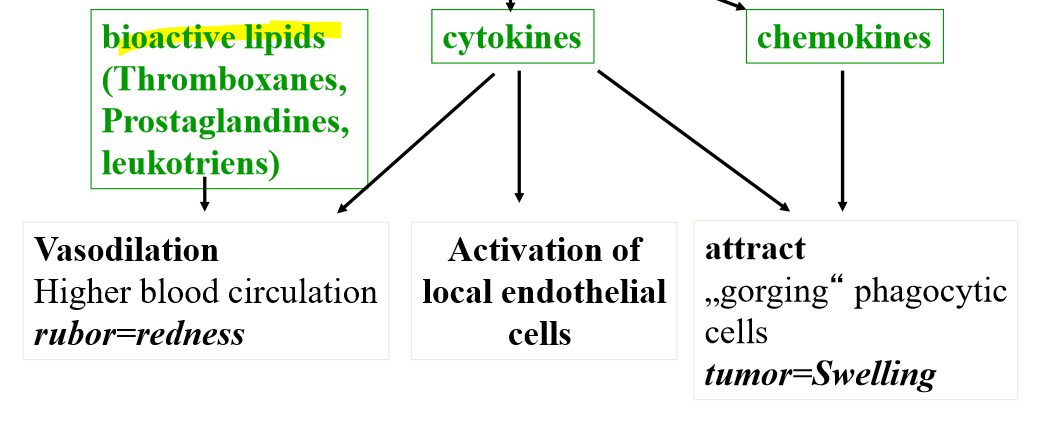 bioactive lipids
(Thromboxanes,
Prostaglandines,
leukotriens)
cytokines
chemokines
Vasodilation
Higher blood circulation
rubor=redness
Activation of
local endothelial
cells
attract
„gorging“ phagocytic
cells
tumor=Swelling